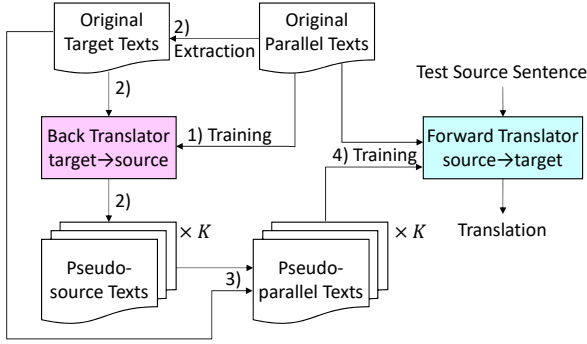 Original
Target Texts
2)
Extraction
Original
Parallel Texts
Test Source Sentence
2)
Back Translator
target→source
1) Training
4) Training
Forward Translator
source→target
2)
× K
× K
Translation
Pseudo-
source Texts
3)
Pseudo-
parallel Texts